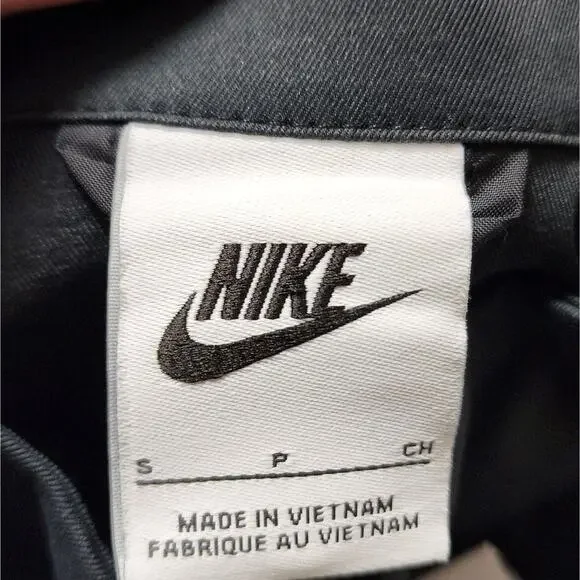 NIKE
S P CH
MADE IN VIETNAM
FABRIQUE AU VIETNAM